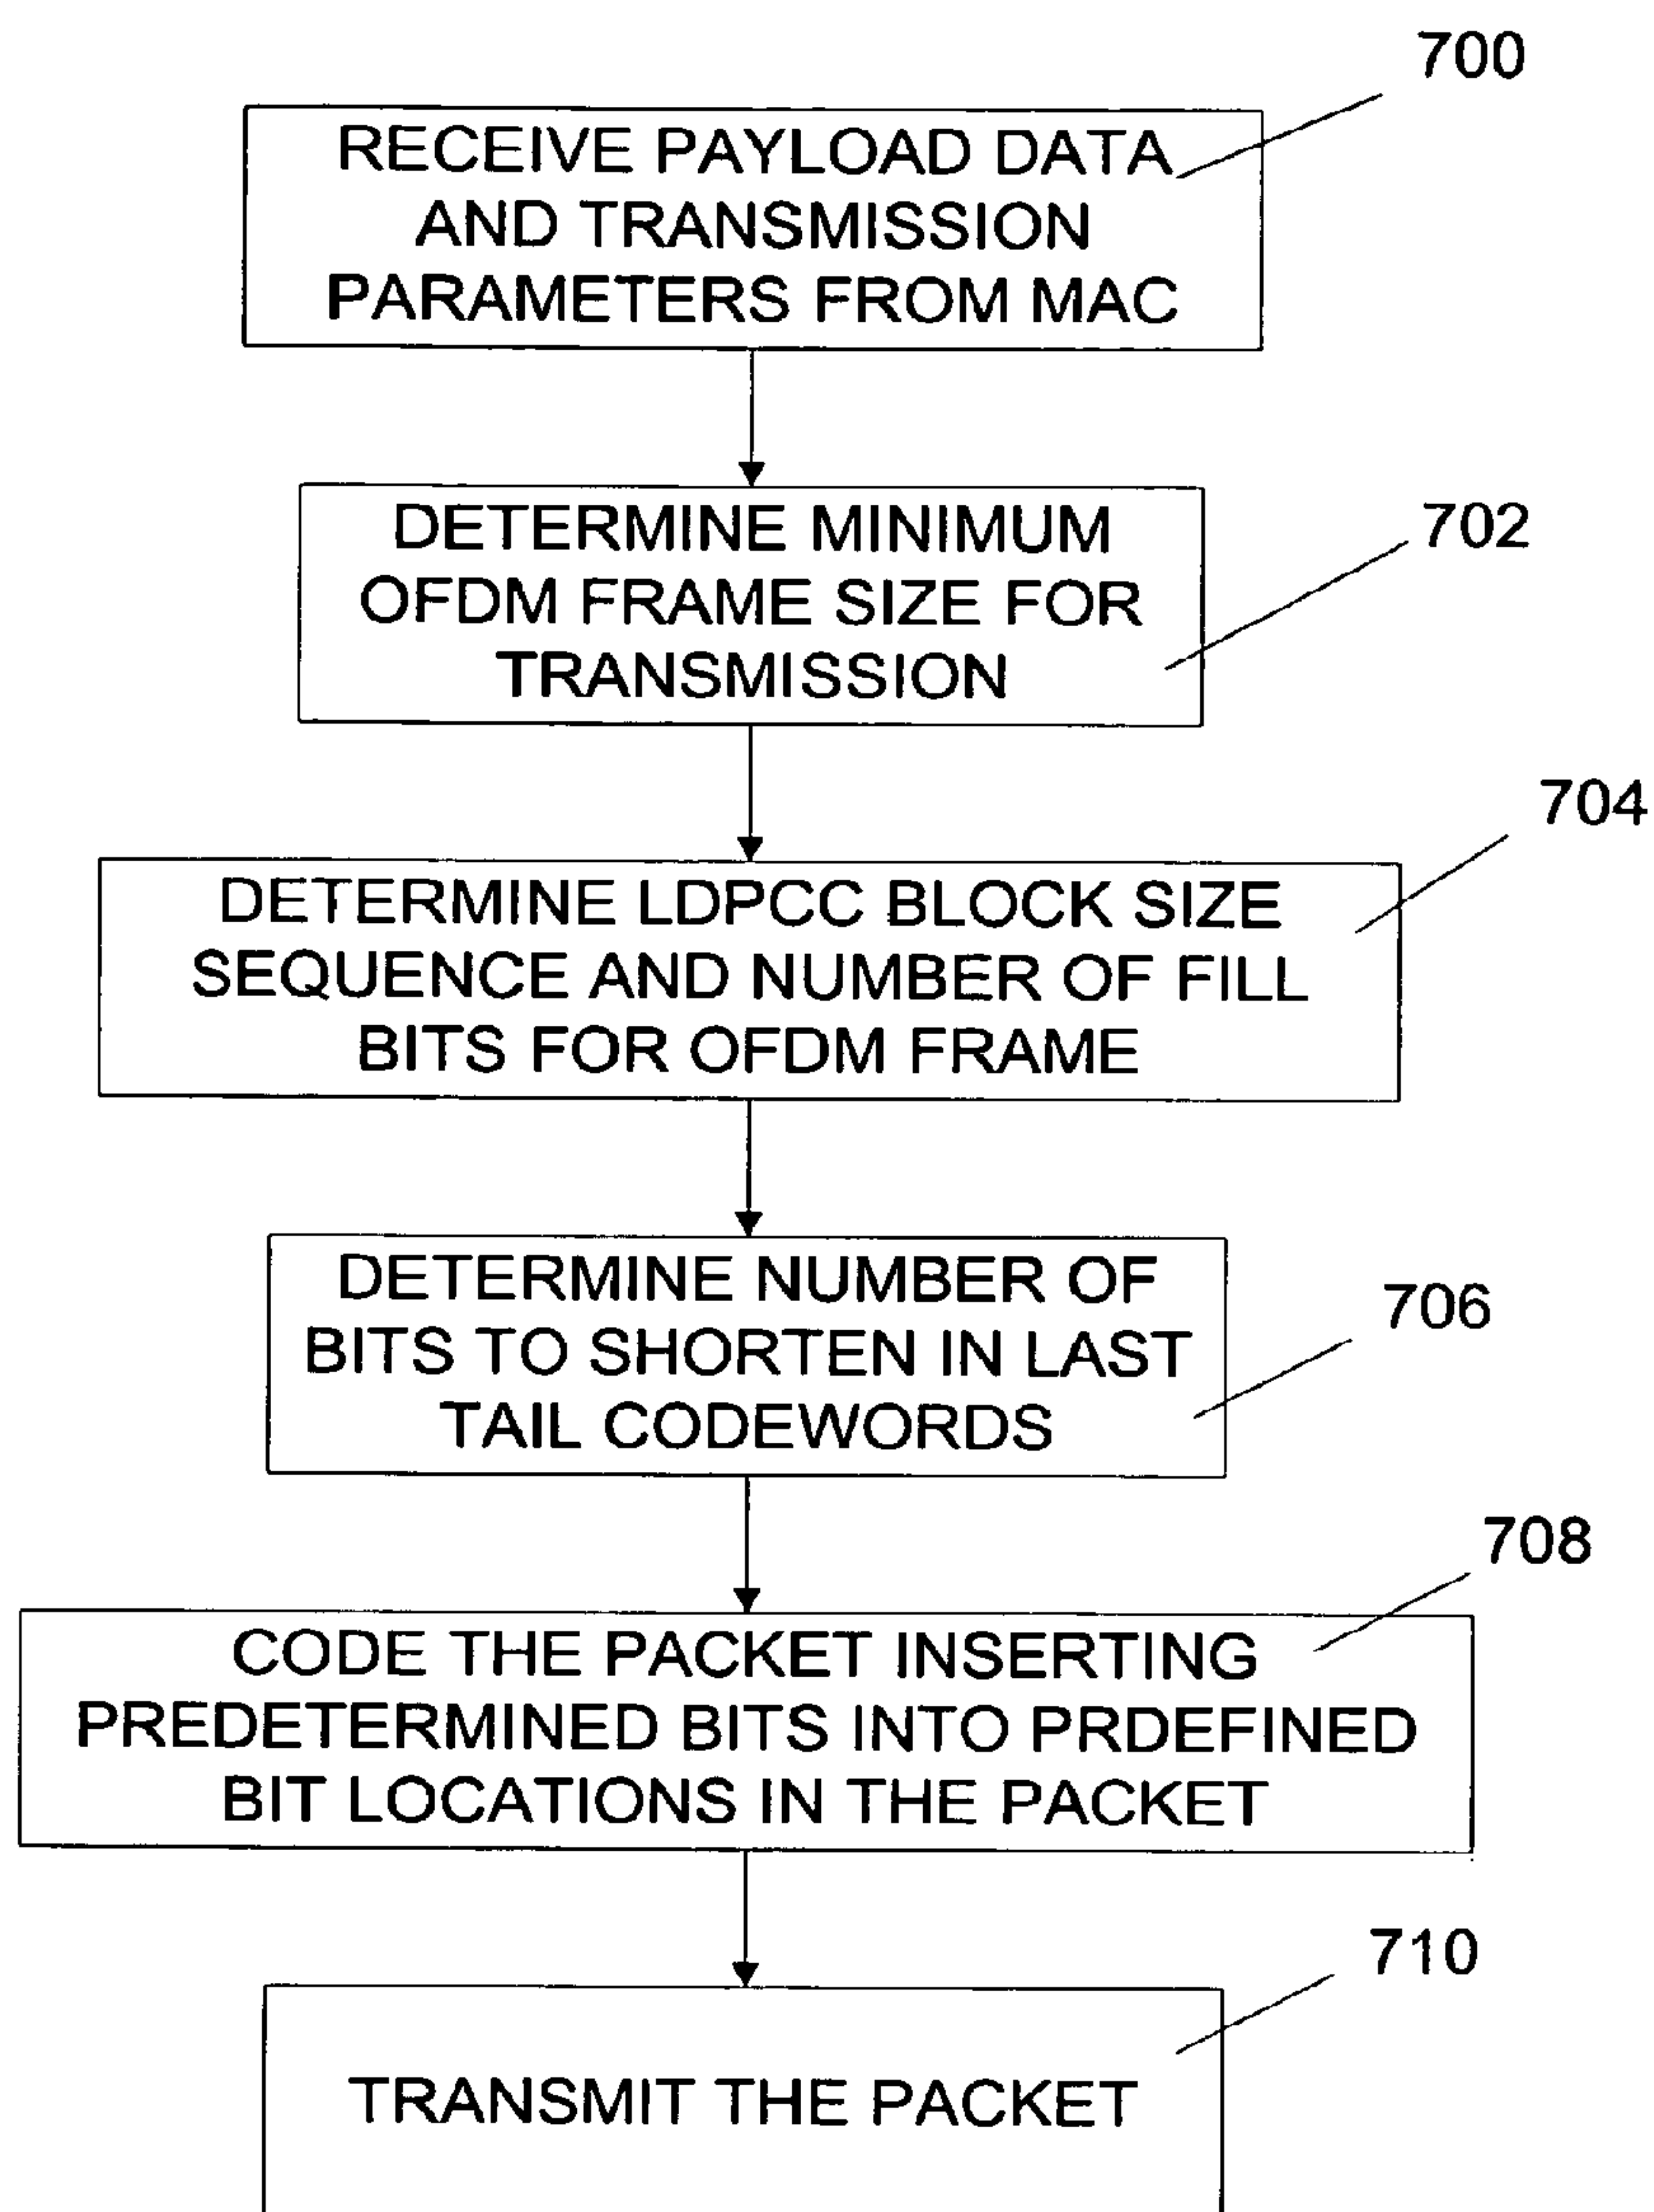 700
RECEIVE PAYLOAD DATA
AND TRANSMISSION
PARAMETERS FROM MAC
702
DETERMINE MINIMUM
OFDM FRAME SIZE FOR
TRANSMISSION
704
DETERMINE LDPCC BLOCK SIZE
SEQUENCE AND NUMBER OF FILL
BITS FOR OFDM FRAME
706
DETERMINE NUMBER OF
BITS TO SHORTEN IN LAST
TAIL CODEWORDS
708
CODE THE PACKET INSERTING
PREDETERMINED BITS INTO PRDEFINED
BIT LOCATIONS IN THE PACKET
710
TRANSMIT THE PACKET